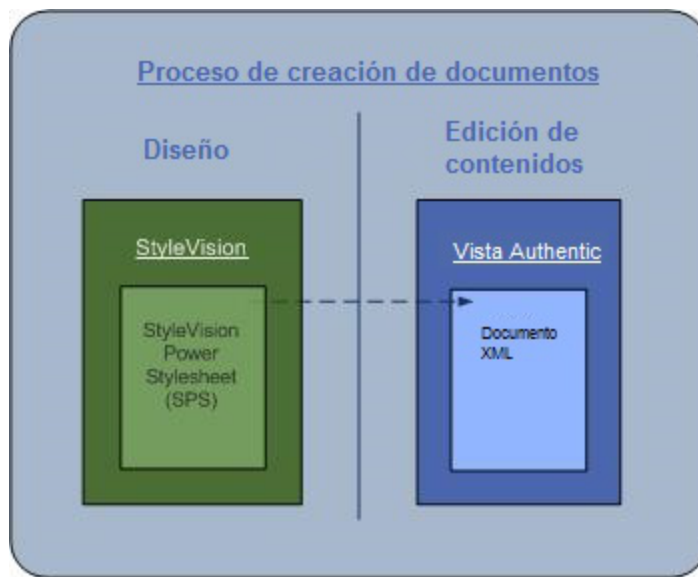 Proceso de creación de documentos
Diseño
Edición de
contenidos
StyleVision
StyleVision
Power
Stylesheet
(SPS)
Vista Authentic
Documento
XML